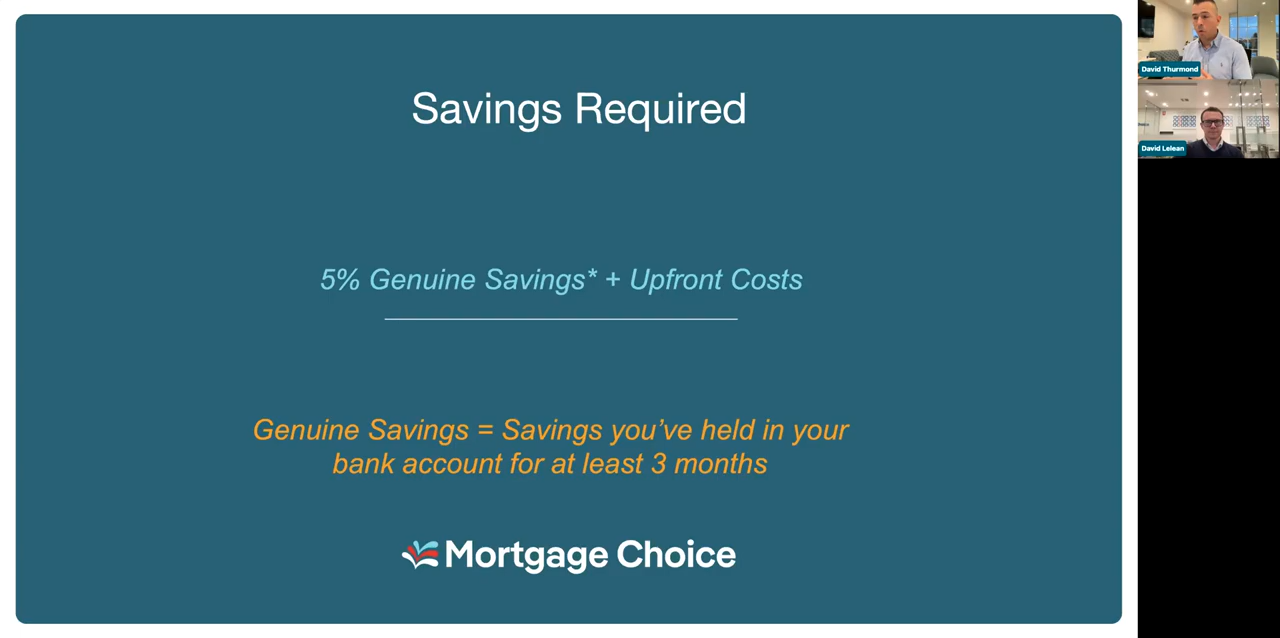 Savings Required
5% Genuine Savings* + Upfront Costs
Genuine Savings = Savings you’ve held in your
bank account for at least 3 months
Mortgage Choice
David Thurmond
David Lelean